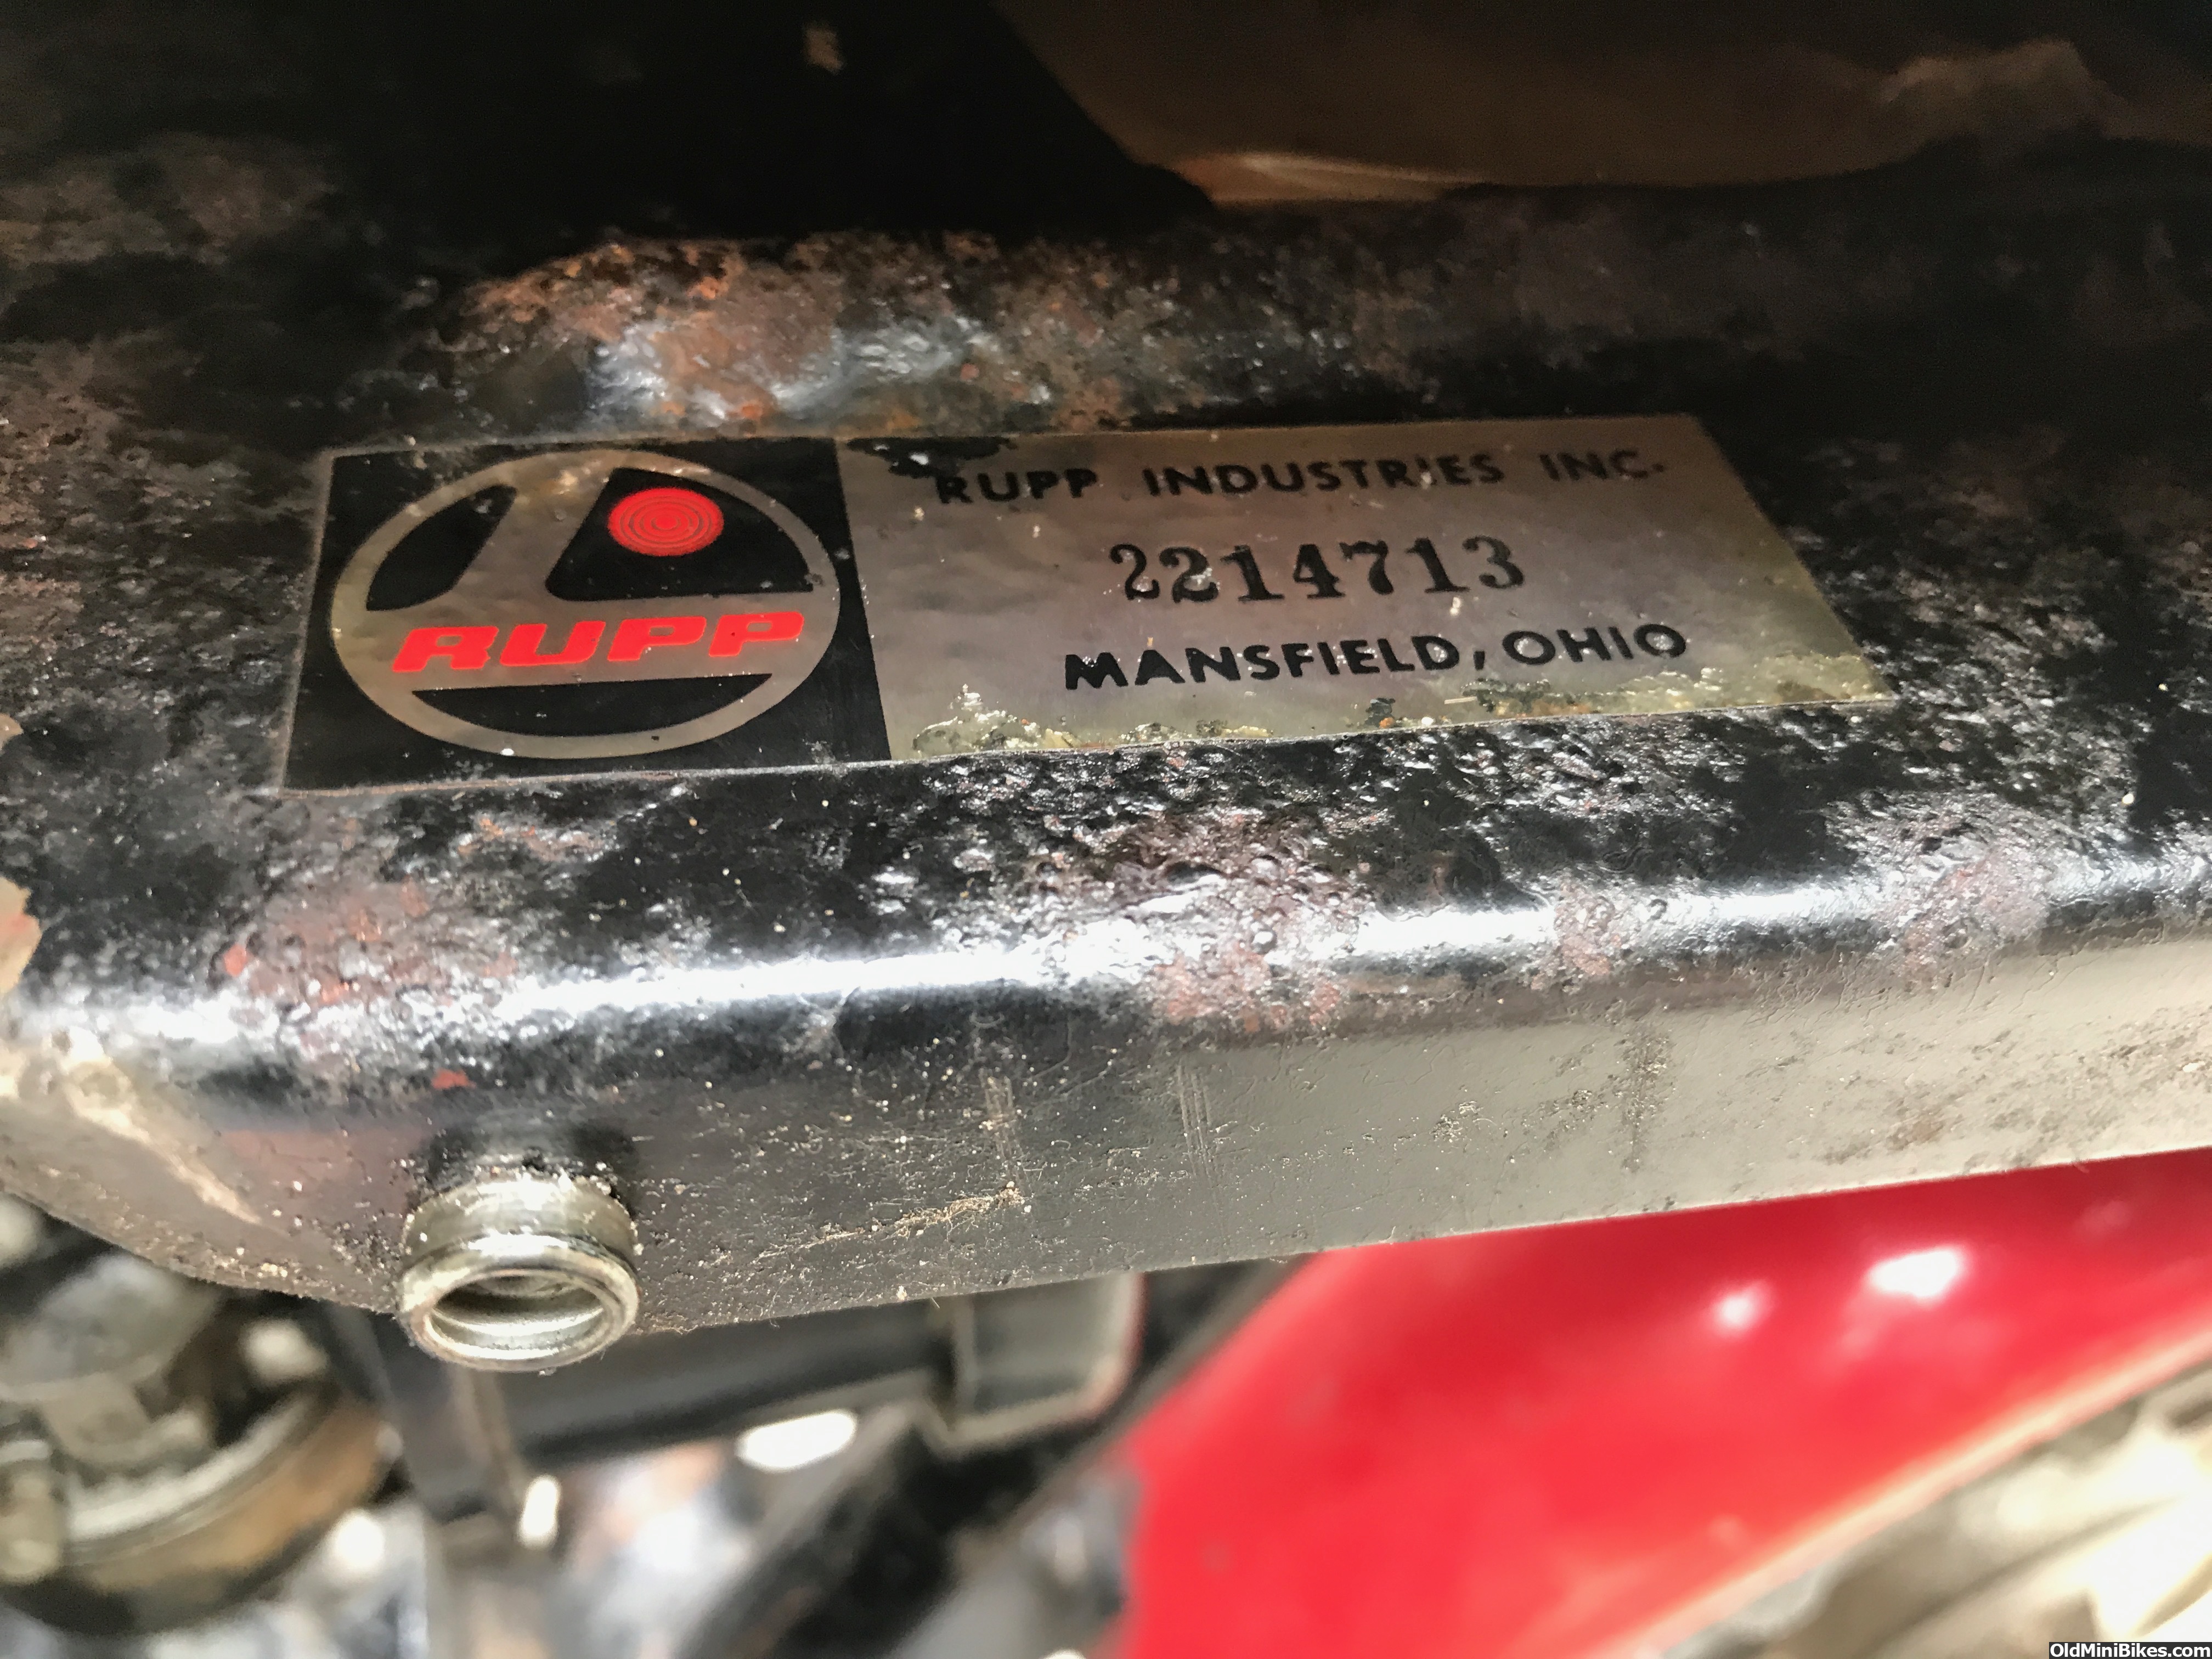 RUPP
RUPP INDUSTRIES INC.
2214713
MANSFIELD, OHIO
OldMiniBikes.com